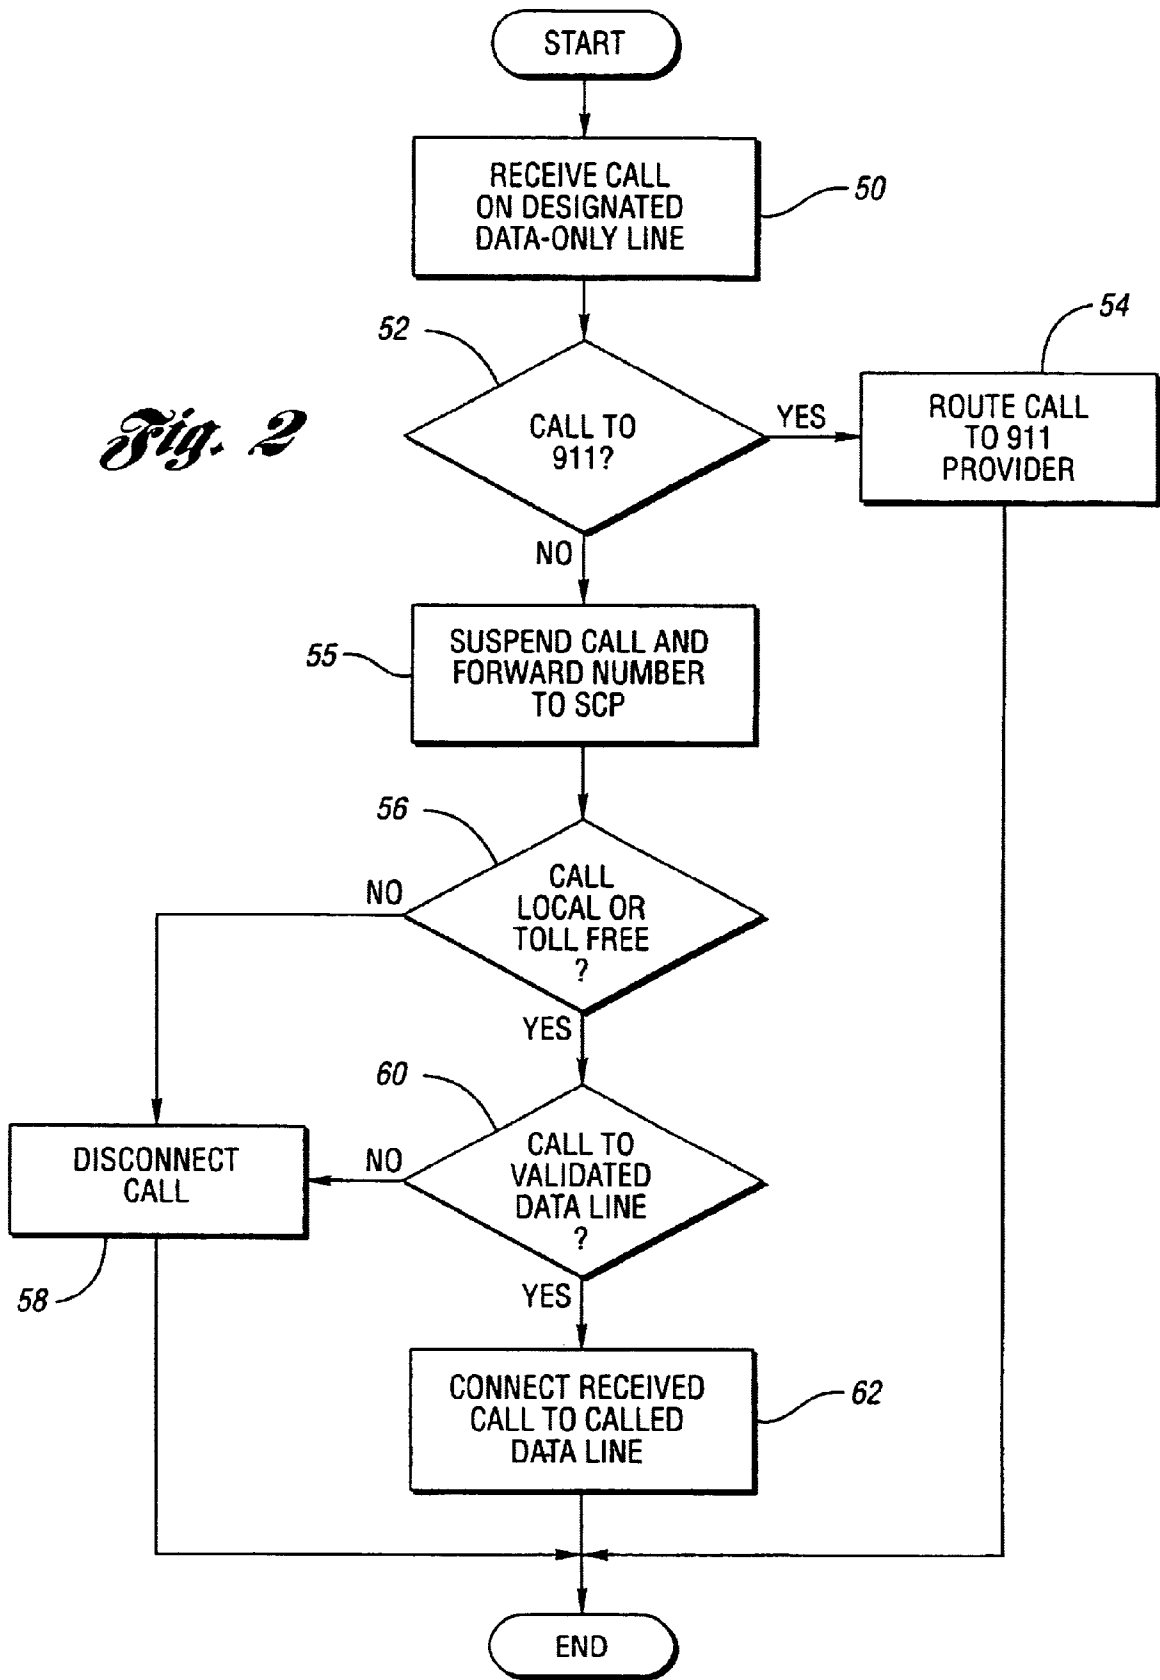 START
RECEIVE CALL
ON DESIGNATED
DATA-ONLY LINE
50
52
54
Fig. 2
CALL TO
911?
YES
ROUTE CALL
TO 911
PROVIDER
NO
55
SUSPEND CALL AND
FORWARD NUMBER
TO SCP
56
NO
CALL
LOCAL OR
TOLL FREE
?
YES
60
DISCONNECT
CALL
NO
CALL TO
VALIDATED
DATA LINE
?
58
YES
CONNECT RECEIVED
CALL TO CALLED
DATA LINE
62
END